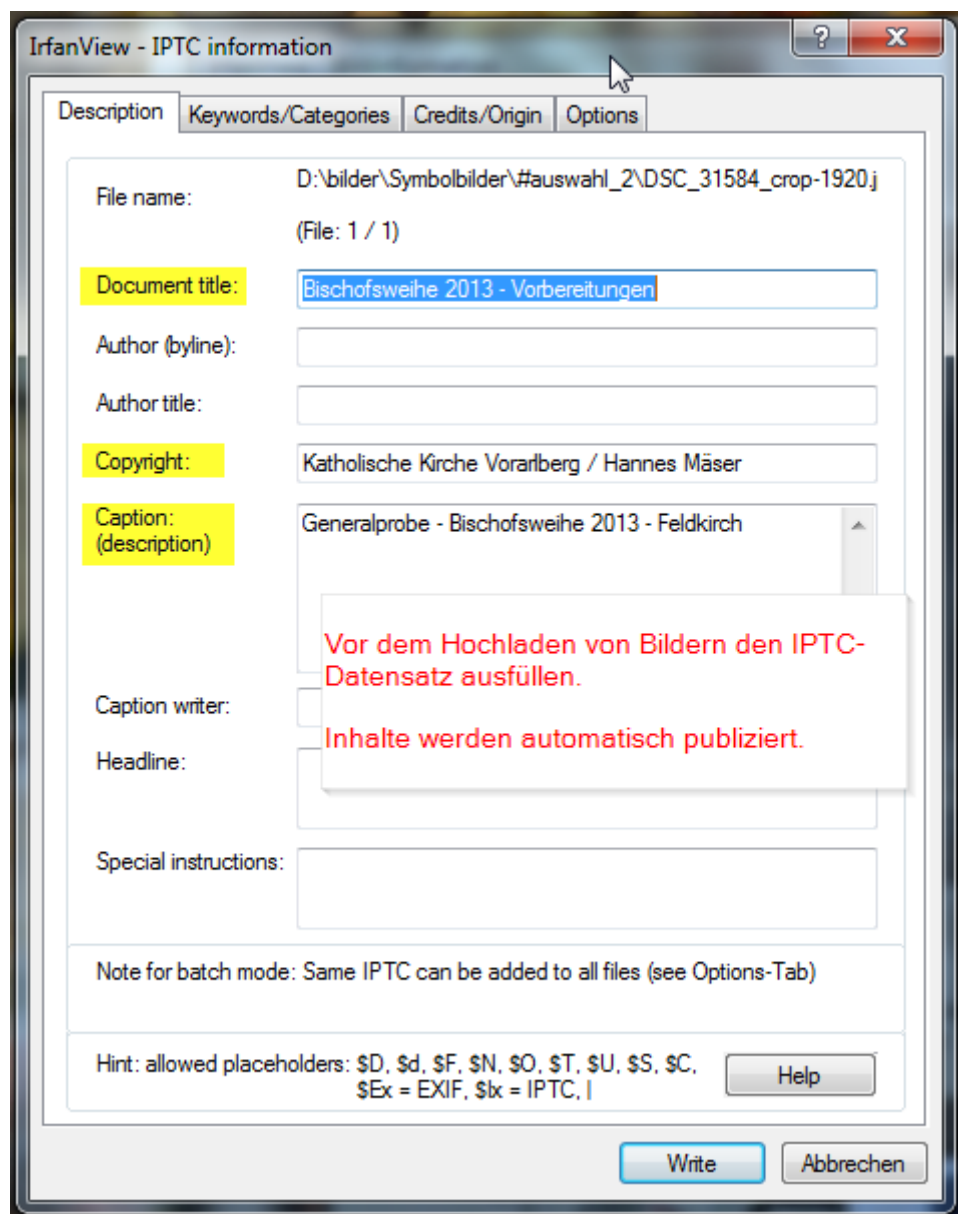 IrfanView - IPTC information
Description Keywords/Categories Credits/Origin Options
File name: D:\bilder\Symbolbilder\#auswahl_2\DSC_31584_crop-1920.j
(File: 1 / 1)
Document title: Bischofsweihe 2013 - Vorbereitungen
Author (byline):
Author title:
Copyright: Katholische Kirche Vorarlberg / Hannes Mäser
Caption: Generalprobe - Bischofsweihe 2013 - Feldkirch
(description)
Vor dem Hochladen von Bildern den IPTC-
Datensatz ausfüllen.
Inhalte werden automatisch publiziert.
Caption writer:
Headline:
Special instructions:
Note for batch mode: Same IPTC can be added to all files (see Options-Tab)
Hint: allowed placeholders: $D, $d, $F, $N, $O, $T, $U, $S, $C,
$Ex = EXIF, $Ix = IPTC, |
Help
Write Abbrechen